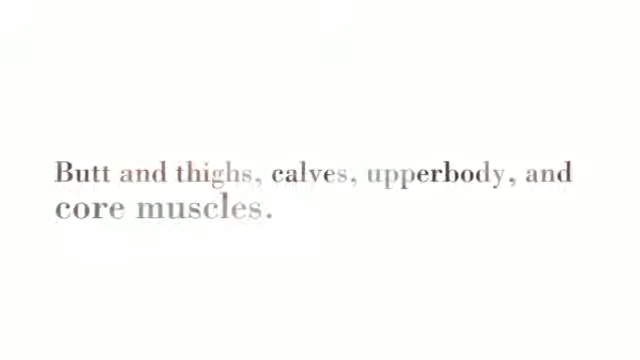 Butt and thighs, calves, upperbody, and
core muscles.